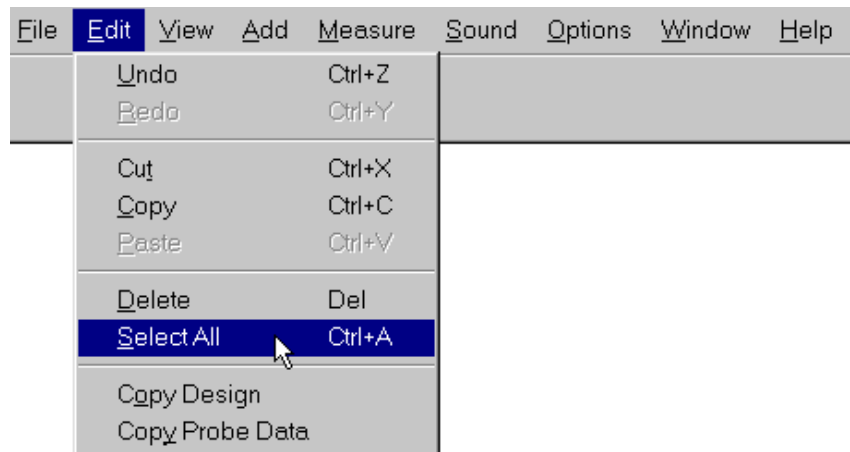 File Edit View Add Measure Sound Options Window Help
Undo Ctrl+Z
Redo Ctrl+Y
Cut Ctrl+X
Copy Ctrl+C
Paste Ctrl+V
Delete Del
Select All Ctrl+A
Copy Design
Copy Probe Data